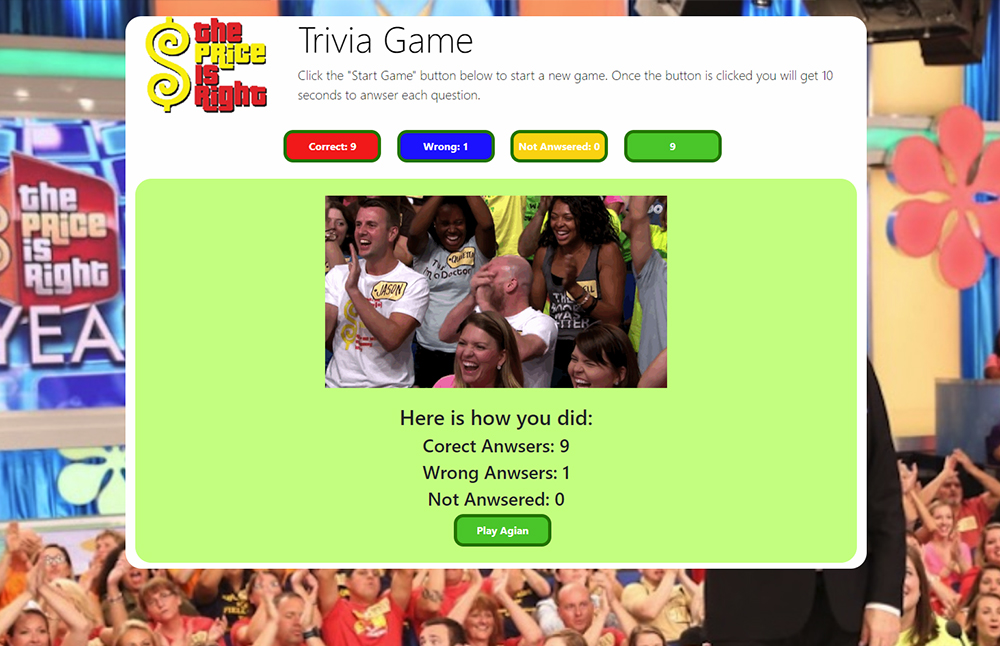 the
PRICE
is
Right
Trivia Game
Click the "Start Game" button below to start a new game. Once the button is clicked you will get 10
seconds to anwser each question.
Correct: 9
Wrong: 1
Not Anwsered: 0
9
the
PRICE
is
Right
YEA
JASON
I'm a Doctor
THE
WAS
Here is how you did:
Corect Anwsers: 9
Wrong Anwsers: 1
Not Anwsered: 0
Play Agian